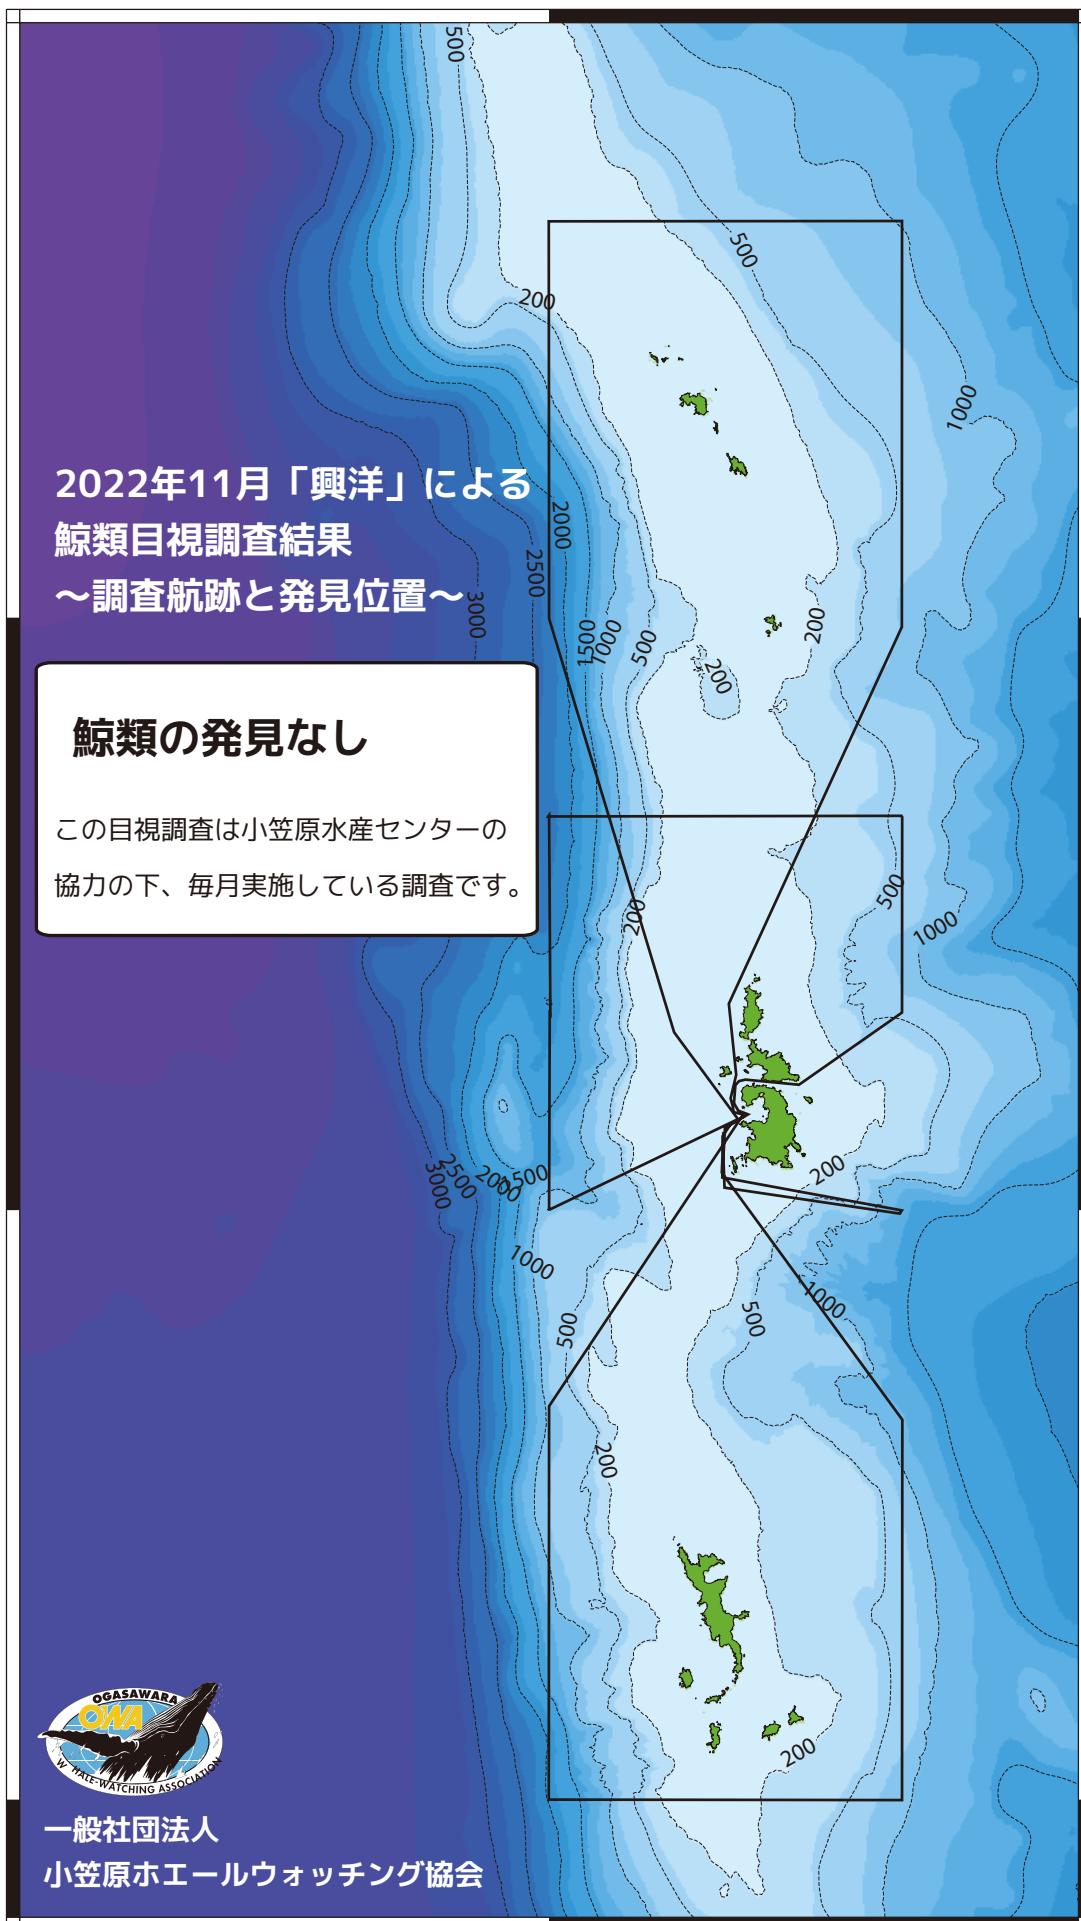 500
500
200
1000
2022年11月「興洋」による
鯨類目視調査結果
～調査航跡と発見位置～
2000
2500
3000
1500
1000
500
200
200
鯨類の発見なし
この目視調査は小笠原水産センターの
協力の下、毎月実施している調査です。
200
500
1000
3000
2500
2000
1500
200
1000
500
500
1000
200
200
OGASAWARA
OWA
WHALE-WATCHING ASSOCIATION
一般社団法人
小笠原ホエールウォッチング協会